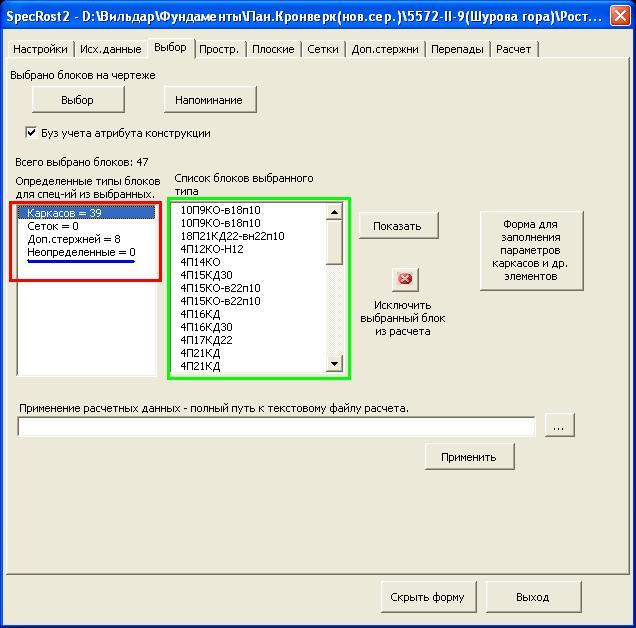 SpecRost2 - D:\Вильдар\Фундаменты\Пан.Кронверк(нов.сер.)\5572-II-9(Шурова гора)\Рост...
Настройки Исх.данные Выбор Простр. Плоские Сетки Доп.стержни Перепады Расчет
Выбрано блоков на чертеже
Выбор Напоминание
Буз учета атрибута конструкции
Всего выбрано блоков: 47
Определенные типы блоков
для спец-ий из выбранных.
Каркасов = 39
Сеток = 0
Доп.стержней = 8
Неопределенные = 0
Список блоков выбранного
типа
10П9КО-в18п10
10П9КО-в18п10
18П21КД22-вн22п10
4П12КО-Н12
4П14КО
4П15КД30
4П15КО-в22п10
4П15КО-в22п10
4П16КД
4П16КД30
4П17КД22
4П21КД
4П21КД
Показать
Исключить
выбранный блок
из расчета
Форма для
заполнения
параметров
каркасов и др.
элементов
Применение расчетных данных - полный путь к текстовому файлу расчета.
...
Применить
Скрыть форму Выход